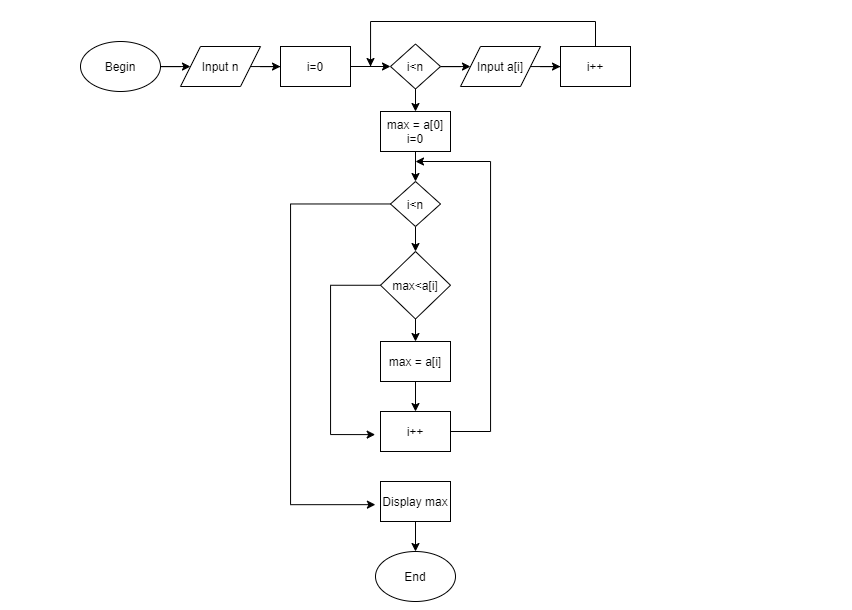 Begin
Input n
i=0
i<n
Input a[i]
i++
max = a[0]
i=0
i<n
max<a[i]
max = a[i]
i++
Display max
End